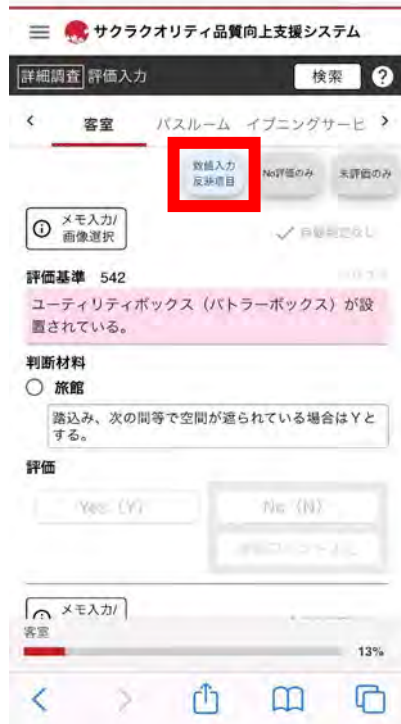 サクラクオリティ品質向上支援システム
詳細調査 評価入力
検索
?
客室 バスルーム イブニングサービ
数値入力
反映項目
No評価のみ
未評価のみ
メモ入力/
画像選択
自動判定なし
評価基準 542
ユーティリティボックス(バトラーボックス)が設
置されている。
判断材料
旅館
踏込み、次の間等で空間が遮られている場合はYと
する。
評価
Yes (Y)
No (N)
メモ入力/
客室
13%